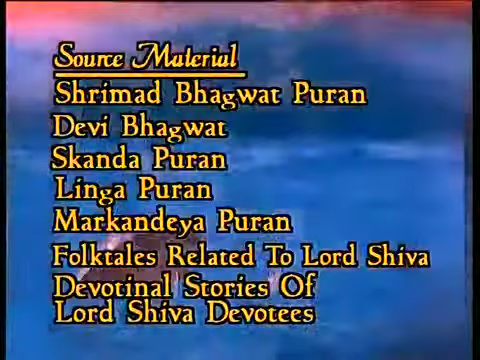 Source Material
Shrimad Bhagwat Puran
Devi Bhagwat
Skanda Puran
Linga Puran
Markandeya Puran
Folktales Related To Lord Shiva
Devotinal Stories Of
Lord Shiva Devotees